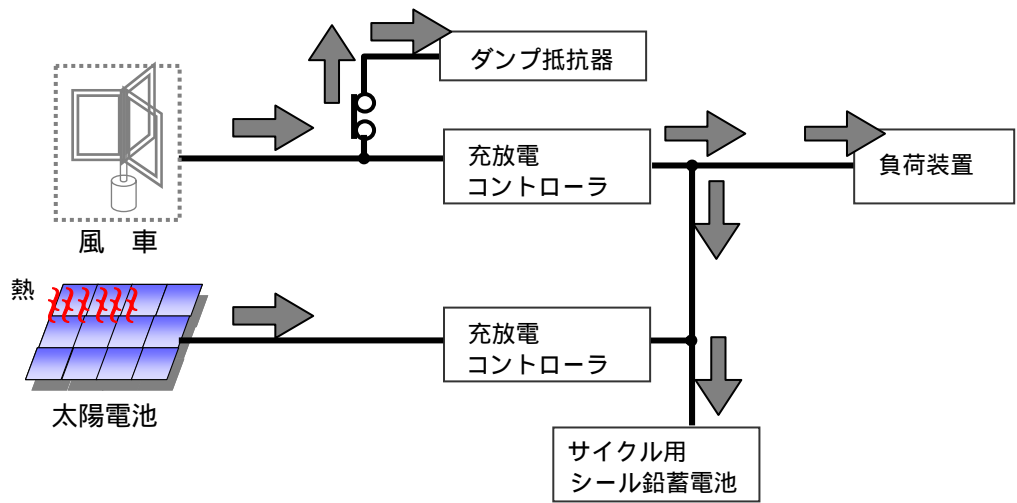 ダンプ抵抗器
充放電
コントローラ
負荷装置
風　車
熱
充放電
コントローラ
太陽電池
サイクル用
シール鉛蓄電池